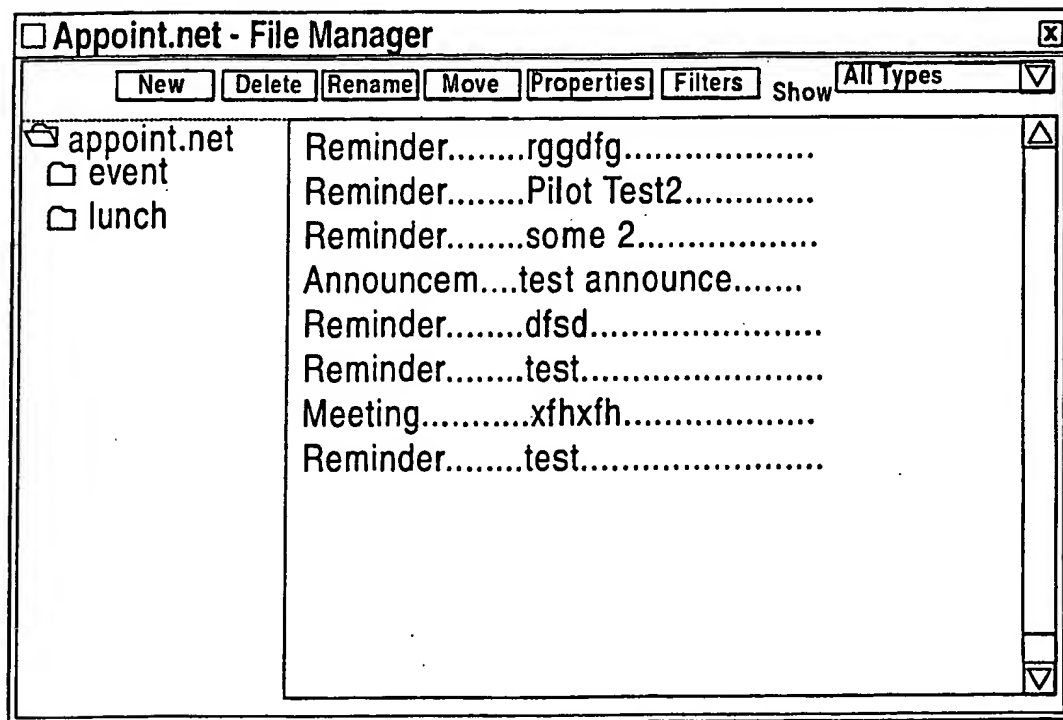 Appoint.net - File Manager
New Delete Rename Move Properties Filters Show All Types
appoint.net
event
lunch
Reminder........rggdfg...................
Reminder........Pilot Test2.............
Reminder........some 2..................
Announcem....test announce.......
Reminder........dfsd.......................
Reminder........test........................
Meeting...........xfhxfh...................
Reminder........test........................